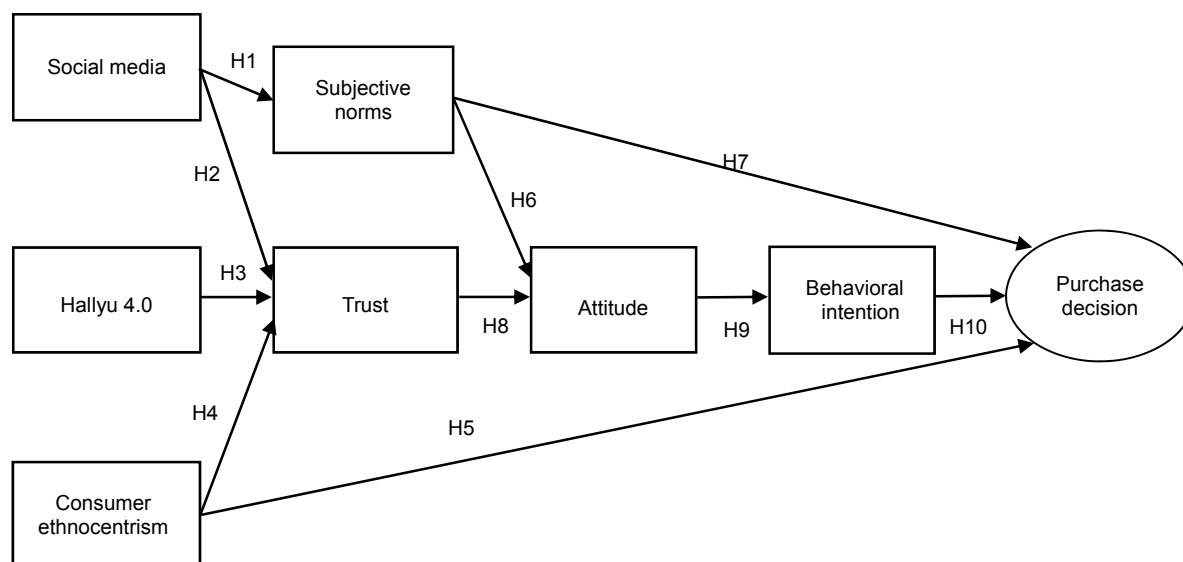 Social media
H1
Subjective
norms
H2
H7
H6
Hallyu 4.0
H3
Trust
H8
Attitude
H9
Behavioral
intention
H10
Purchase
decision
H4
H5
Consumer
ethnocentrism